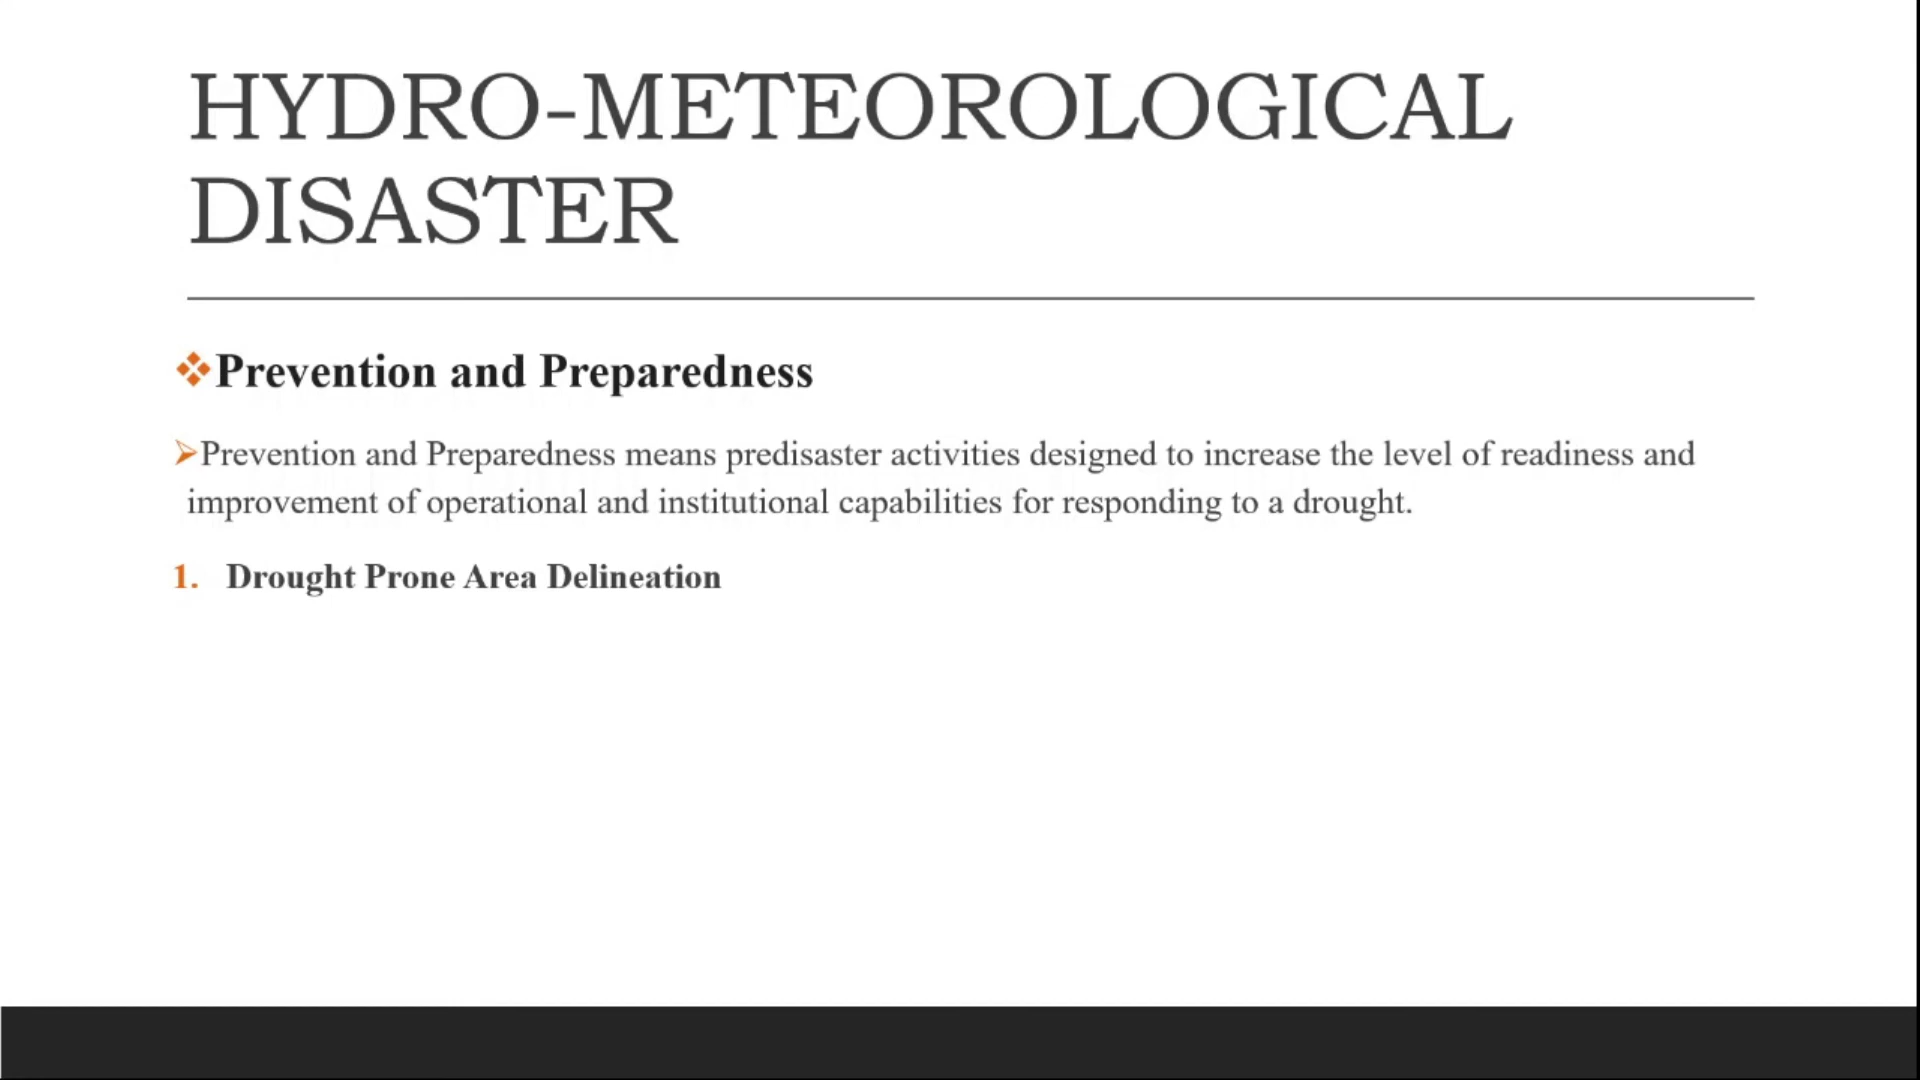 HYDRO-METEOROLOGICAL
DISASTER
❖Prevention and Preparedness
➢Prevention and Preparedness means predisaster activities designed to increase the level of readiness and
improvement of operational and institutional capabilities for responding to a drought.
1. Drought Prone Area Delineation